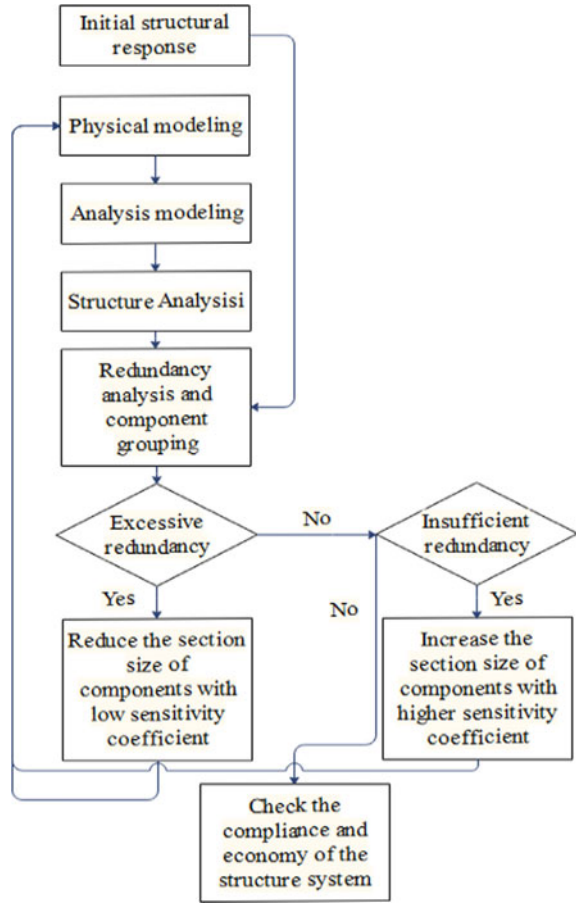 Initial structural
response
Physical modeling
Analysis modeling
Structure Analysisi
Redundancy
analysis and
component
grouping
Excessive
redundancy
No
Insufficient
redundancy
Yes
No
Yes
Reduce the section
size of
components with
low sensitivity
coefficient
Increase the
section size of
components with
higher sensitivity
coefficient
Check the
compliance and
economy of the
structure system